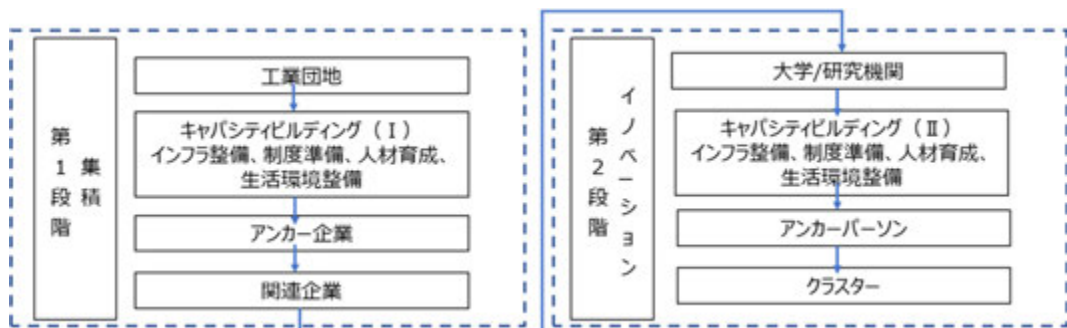 第1段階
集積
工業団地
キャパシティビルディング（Ⅰ）
インフラ整備、制度準備、人材育成、
生活環境整備
アンカー企業
関連企業
第2段階
イノベーション
大学/研究機関
キャパシティビルディング（Ⅱ）
インフラ整備、制度準備、人材育成、
生活環境整備
アンカーパーソン
クラスター